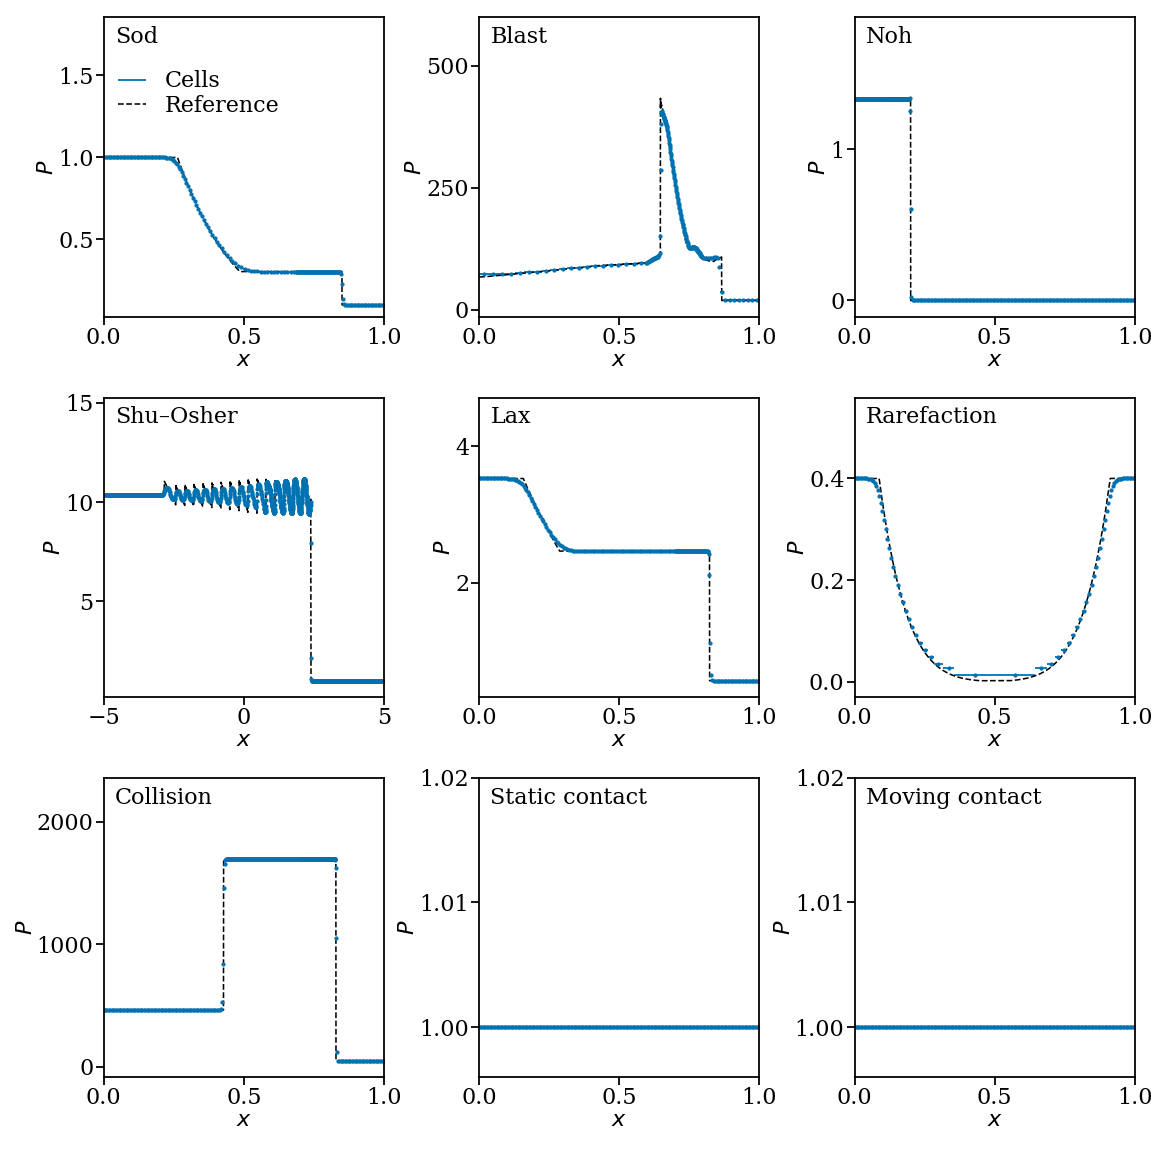 Sod
Cells
Reference
1.5
1.0
0.5
P
0.0 0.5 1.0
x
Blast
500
250
0
P
0.0 0.5 1.0
x
Noh
1
0
P
0.0 0.5 1.0
x
Shu–Osher
15
10
5
P
−5 0 5
x
Lax
4
2
P
0.0 0.5 1.0
x
Rarefaction
0.4
0.2
0.0
P
0.0 0.5 1.0
x
Collision
2000
1000
0
P
0.0 0.5 1.0
x
Static contact
1.02
1.01
1.00
P
0.0 0.5 1.0
x
Moving contact
1.02
1.01
1.00
P
0.0 0.5 1.0
x